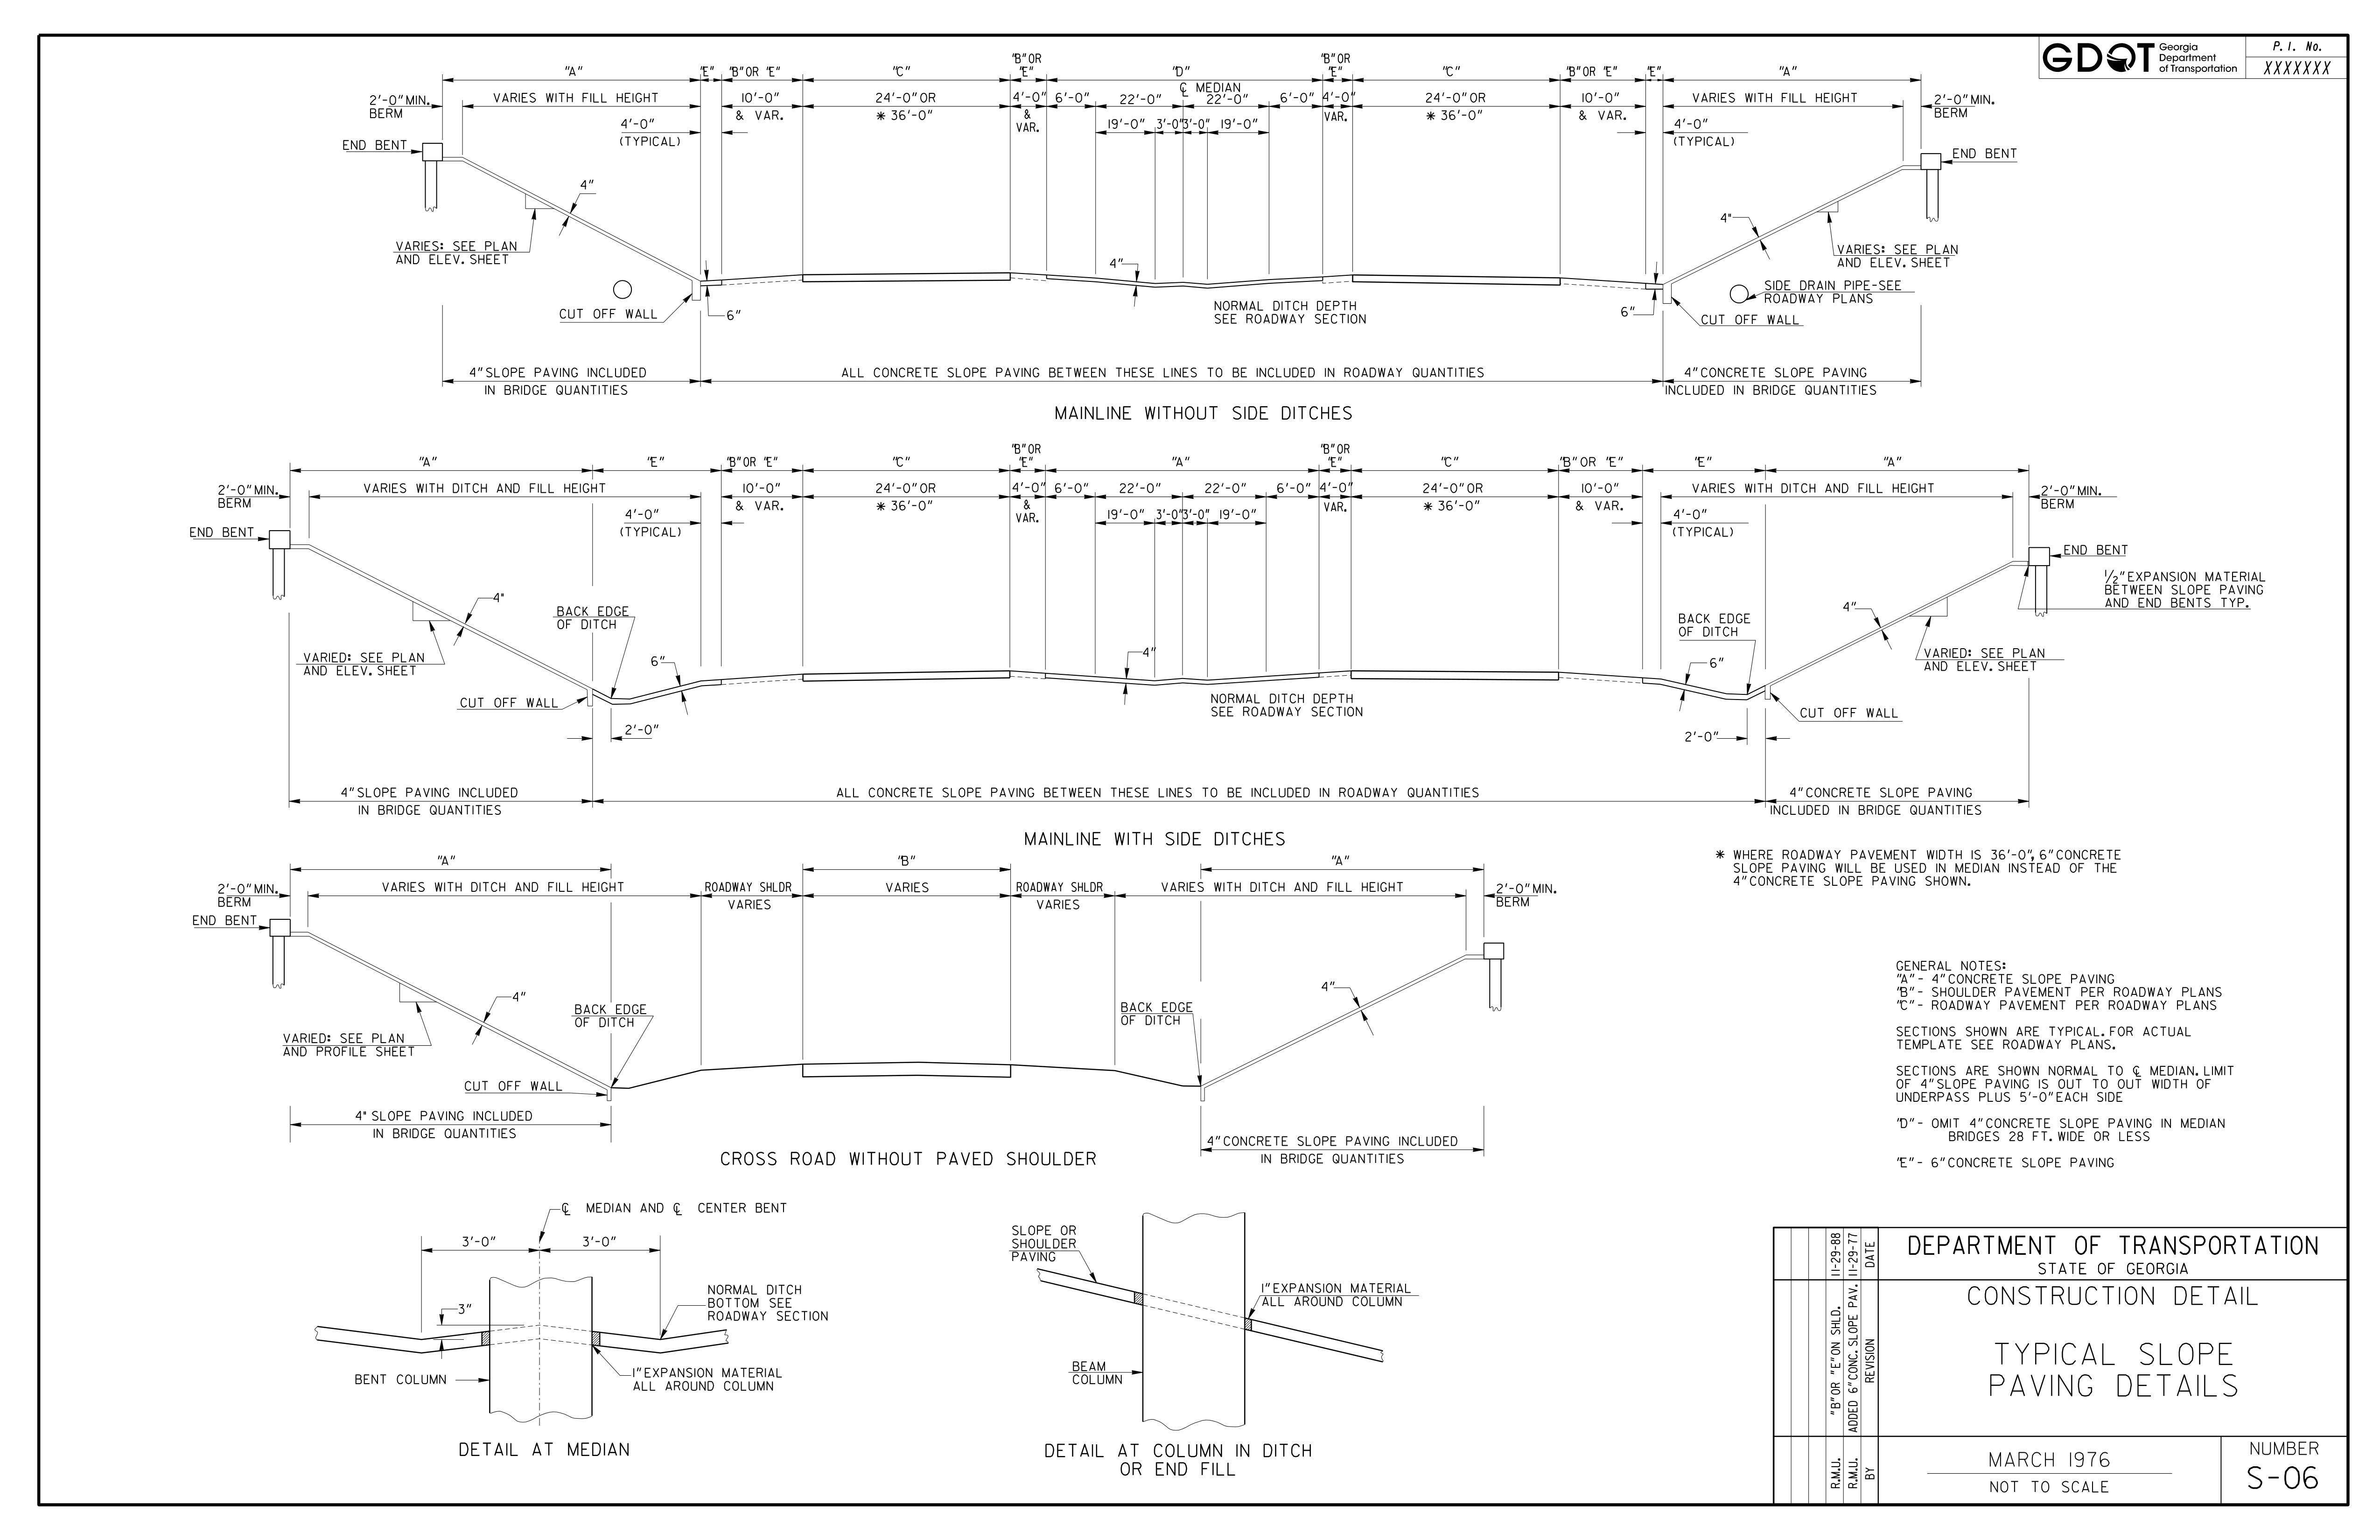 GDOT
Georgia
Department
of Transportation
P. I. No.
XXXXXXX
"A"
"E"
"B" OR "E"
"C"
"B" OR
"E"
"D"
"B" OR
"E"
"C"
"B" OR "E"
"E"
"A"
2'-0" MIN.
BERM
VARIES WITH FILL HEIGHT
4'-0"
(TYPICAL)
10'-0"
& VAR.
24'-0" OR
* 36'-0"
4'-0"
&
VAR.
6'-0"
22'-0"
℄ MEDIAN
22'-0"
6'-0"
4'-0"
VAR.
24'-0" OR
* 36'-0"
10'-0"
& VAR.
4'-0"
(TYPICAL)
VARIES WITH FILL HEIGHT
2'-0" MIN.
BERM
19'-0"
3'-0"
3'-0"
19'-0"
END BENT
END BENT
4"
VARIES: SEE PLAN
AND ELEV. SHEET
CUT OFF WALL
6"
4"
NORMAL DITCH DEPTH
SEE ROADWAY SECTION
4"
VARIES: SEE PLAN
AND ELEV. SHEET
SIDE DRAIN PIPE-SEE
ROADWAY PLANS
6"
CUT OFF WALL
4" SLOPE PAVING INCLUDED
IN BRIDGE QUANTITIES
ALL CONCRETE SLOPE PAVING BETWEEN THESE LINES TO BE INCLUDED IN ROADWAY QUANTITIES
4" CONCRETE SLOPE PAVING
INCLUDED IN BRIDGE QUANTITIES
MAINLINE WITHOUT SIDE DITCHES
"A"
"E"
"B" OR "E"
"C"
"B" OR
"E"
"A"
"B" OR
"E"
"C"
"B" OR "E"
"E"
"A"
2'-0" MIN.
BERM
VARIES WITH DITCH AND FILL HEIGHT
4'-0"
(TYPICAL)
10'-0"
& VAR.
24'-0" OR
* 36'-0"
4'-0"
&
VAR.
6'-0"
22'-0"
22'-0"
6'-0"
4'-0"
VAR.
24'-0" OR
* 36'-0"
10'-0"
& VAR.
4'-0"
(TYPICAL)
VARIES WITH DITCH AND FILL HEIGHT
2'-0" MIN.
BERM
19'-0"
3'-0"
3'-0"
19'-0"
END BENT
END BENT
1/2" EXPANSION MATERIAL
BETWEEN SLOPE PAVING
AND END BENTS TYP.
4"
BACK EDGE
OF DITCH
VARIED: SEE PLAN
AND ELEV. SHEET
6"
CUT OFF WALL
2'-0"
4"
NORMAL DITCH DEPTH
SEE ROADWAY SECTION
4"
BACK EDGE
OF DITCH
6"
VARIED: SEE PLAN
AND ELEV. SHEET
CUT OFF WALL
2'-0"
4" SLOPE PAVING INCLUDED
IN BRIDGE QUANTITIES
ALL CONCRETE SLOPE PAVING BETWEEN THESE LINES TO BE INCLUDED IN ROADWAY QUANTITIES
4" CONCRETE SLOPE PAVING
INCLUDED IN BRIDGE QUANTITIES
MAINLINE WITH SIDE DITCHES
* WHERE ROADWAY PAVEMENT WIDTH IS 36'-0", 6" CONCRETE
SLOPE PAVING WILL BE USED IN MEDIAN INSTEAD OF THE
4" CONCRETE SLOPE PAVING SHOWN.
"A"
"B"
"A"
2'-0" MIN.
BERM
VARIES WITH DITCH AND FILL HEIGHT
ROADWAY SHLDR
VARIES
VARIES
ROADWAY SHLDR
VARIES
VARIES WITH DITCH AND FILL HEIGHT
2'-0" MIN.
BERM
END BENT
4"
BACK EDGE
OF DITCH
VARIED: SEE PLAN
AND PROFILE SHEET
CUT OFF WALL
BACK EDGE
OF DITCH
4"
4" SLOPE PAVING INCLUDED
IN BRIDGE QUANTITIES
4" CONCRETE SLOPE PAVING INCLUDED
IN BRIDGE QUANTITIES
CROSS ROAD WITHOUT PAVED SHOULDER
GENERAL NOTES:
"A" - 4" CONCRETE SLOPE PAVING
"B" - SHOULDER PAVEMENT PER ROADWAY PLANS
"C" - ROADWAY PAVEMENT PER ROADWAY PLANS
SECTIONS SHOWN ARE TYPICAL. FOR ACTUAL
TEMPLATE SEE ROADWAY PLANS.
SECTIONS ARE SHOWN NORMAL TO ℄ MEDIAN. LIMIT
OF 4" SLOPE PAVING IS OUT TO OUT WIDTH OF
UNDERPASS PLUS 5'-0" EACH SIDE
"D" - OMIT 4" CONCRETE SLOPE PAVING IN MEDIAN
BRIDGES 28 FT. WIDE OR LESS
"E" - 6" CONCRETE SLOPE PAVING
℄ MEDIAN AND ℄ CENTER BENT
3'-0"
3'-0"
3"
NORMAL DITCH
BOTTOM SEE
ROADWAY SECTION
BENT COLUMN
1" EXPANSION MATERIAL
ALL AROUND COLUMN
DETAIL AT MEDIAN
SLOPE OR
SHOULDER
PAVING
1" EXPANSION MATERIAL
ALL AROUND COLUMN
BEAM
COLUMN
DETAIL AT COLUMN IN DITCH
OR END FILL
R.M.U. "B" OR "E" ON SHLD. 11-29-88
R.M.U. ADDED 6" CONC. SLOPE PAV. 11-29-77
BY REVISION DATE
DEPARTMENT OF TRANSPORTATION
STATE OF GEORGIA
CONSTRUCTION DETAIL
TYPICAL SLOPE
PAVING DETAILS
MARCH 1976
NOT TO SCALE
NUMBER
S-06